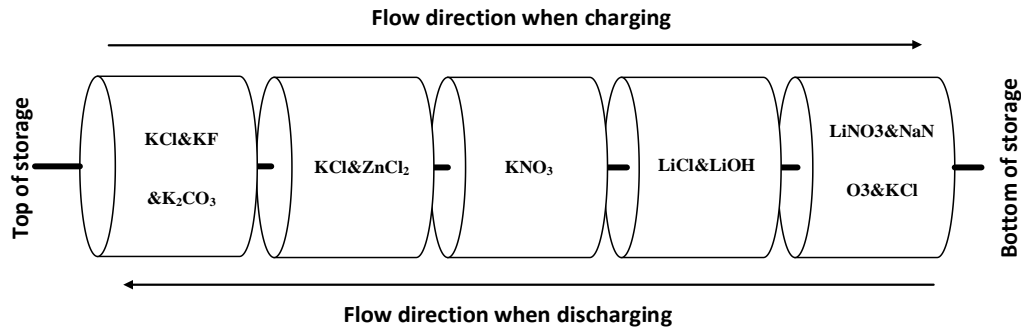 Flow direction when charging
Top of storage
KCl&KF
&K₂CO₃
KCl&ZnCl₂
KNO₃
LiCl&LiOH
LiNO3&NaN
O3&KCl
Bottom of storage
Flow direction when discharging